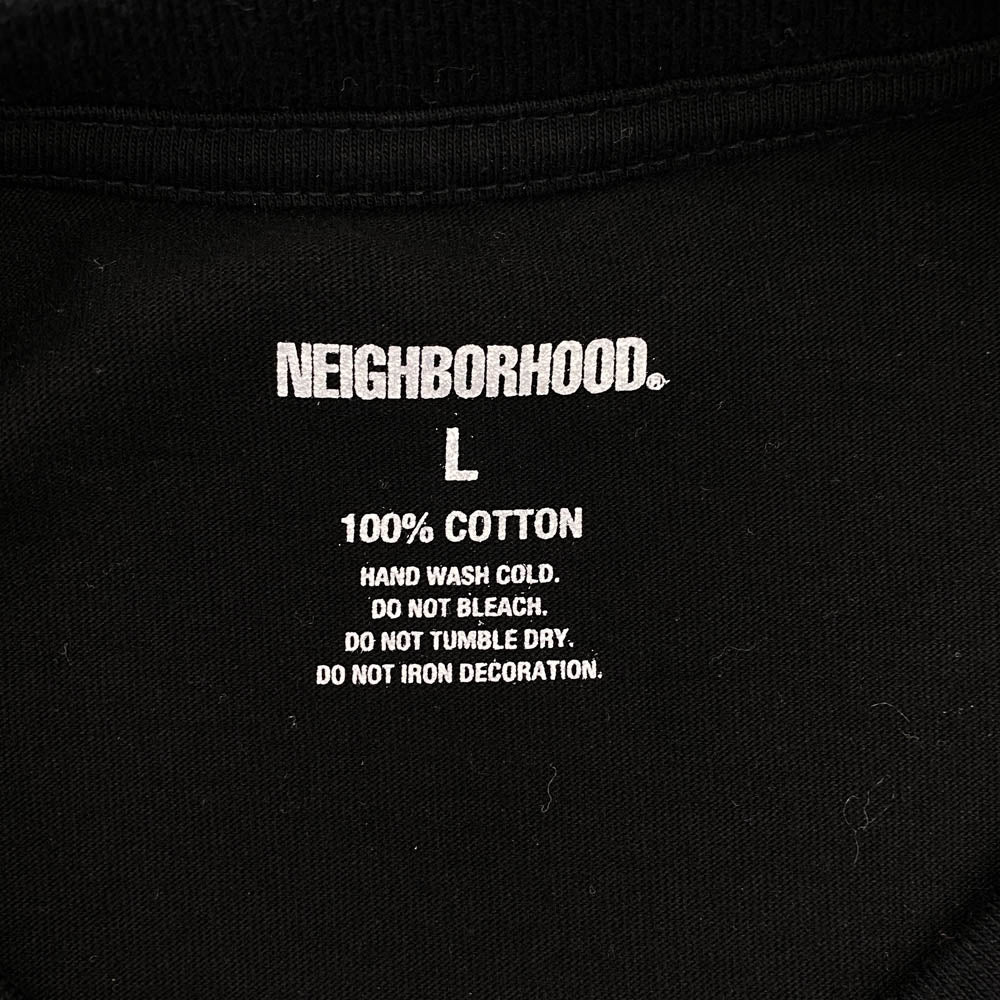 NEIGHBORHOOD®
L
100% COTTON
HAND WASH COLD.
DO NOT BLEACH.
DO NOT TUMBLE DRY.
DO NOT IRON DECORATION.